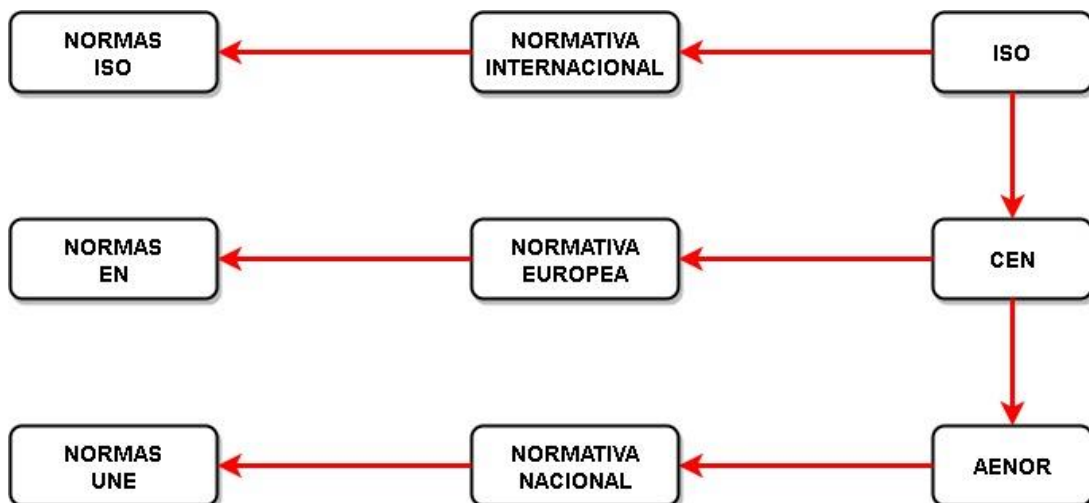 NORMAS
ISO
NORMATIVA
INTERNACIONAL
ISO
NORMAS
EN
NORMATIVA
EUROPEA
CEN
NORMAS
UNE
NORMATIVA
NACIONAL
AENOR